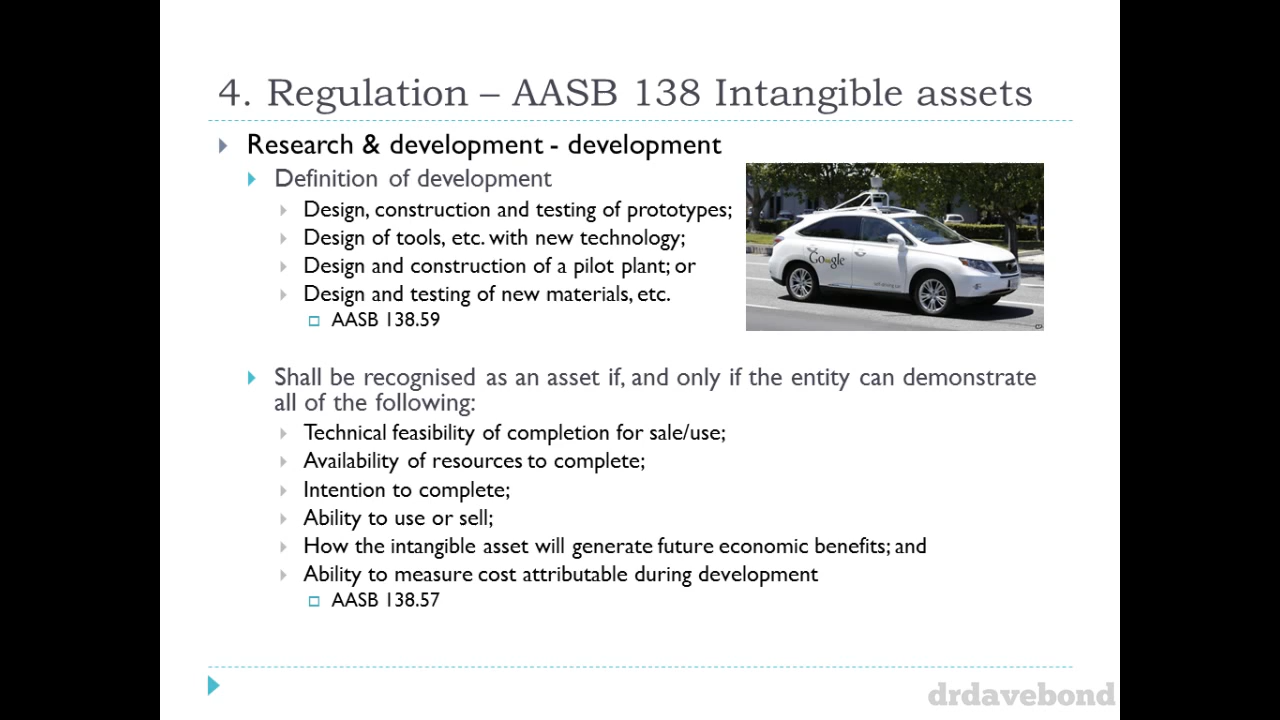 4. Regulation – AASB 138 Intangible assets
Research & development - development
Definition of development
Design, construction and testing of prototypes;
Design of tools, etc. with new technology;
Design and construction of a pilot plant; or
Design and testing of new materials, etc.
AASB 138.59
Google
Shall be recognised as an asset if, and only if the entity can demonstrate
all of the following:
Technical feasibility of completion for sale/use;
Availability of resources to complete;
Intention to complete;
Ability to use or sell;
How the intangible asset will generate future economic benefits; and
Ability to measure cost attributable during development
AASB 138.57
drdavebond